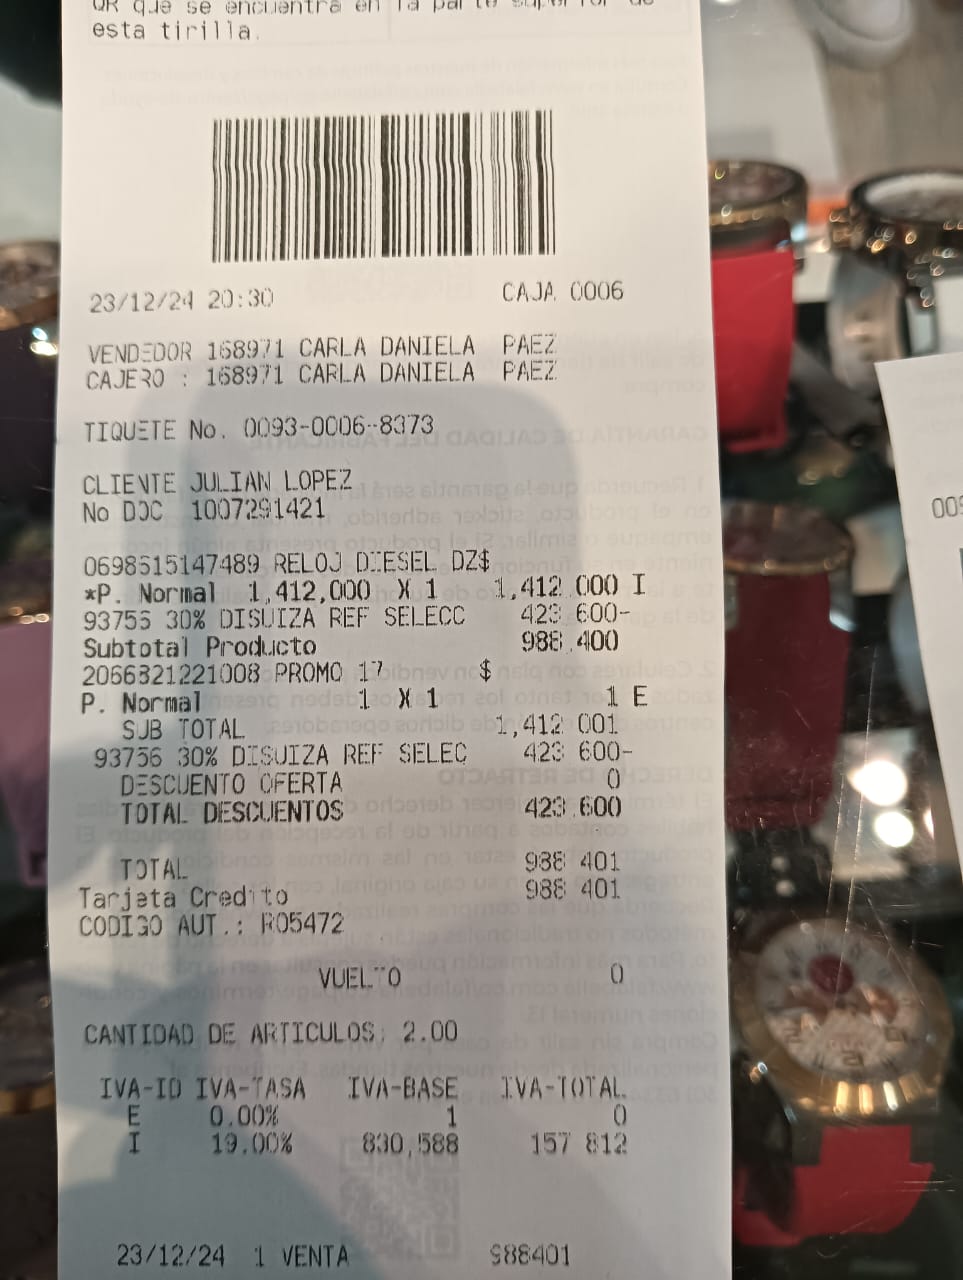 QR que se encuentra en la parte superior de
esta tirilla.
23/12/24 20:30 CAJA 0006
VENDEDOR 168971 CARLA DANIELA PAEZ
CAJERO : 168971 CARLA DANIELA PAEZ
TIQUETE No. 0093-0006-8373
CLIENTE JULIAN LOPEZ
No DOC 1007291421
0698515147489 RELOJ DIESEL DZ$
*P. Normal 1,412,000 X 1 1,412.000 I
93756 30% DISUIZA REF SELECC 423.600-
Subtotal Producto 988.400
2066321221008 PROMO 17 $
P. Normal 1 X 1 1 E
SUB TOTAL 1,412 001
93756 30% DISUIZA REF SELEC 423 600-
DESCUENTO OFERTA 0
TOTAL DESCUENTOS 423 600
TOTAL 988 401
Tarjeta Credito 988 401
CODIGO AUT.: R05472
VUELTO 0
CANTIDAD DE ARTICULOS: 2.00
IVA-ID IVA-TASA IVA-BASE IVA-TOTAL
E 0.00% 1 0
I 19.00% 830,588 157 812
23/12/24 1 VENTA 988401